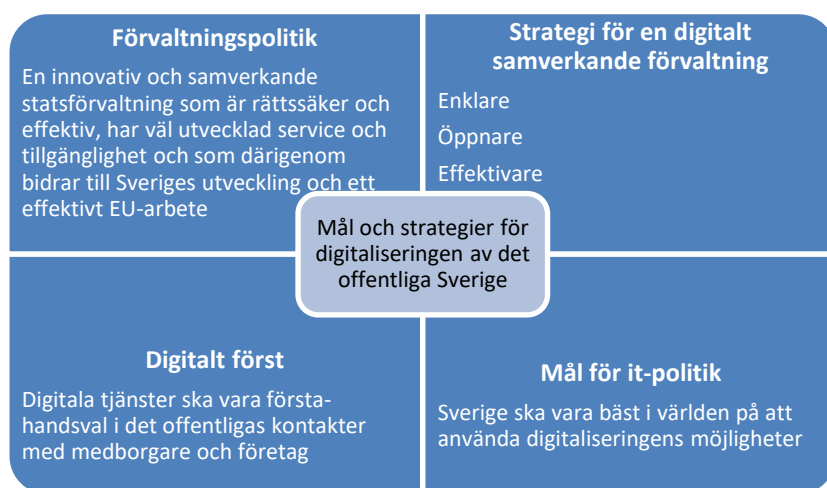 Förvaltningspolitik
En innovativ och samverkande
statsförvaltning som är rättssäker och
effektiv, har väl utvecklad service och
tillgänglighet och som därigenom
bidrar till Sveriges utveckling och ett
effektivt EU-arbete
Strategi för en digitalt
samverkande förvaltning
Enklare
Öppnare
Effektivare
Mål och strategier för
digitaliseringen av det
offentliga Sverige
Digitalt först
Digitala tjänster ska vara första-
handsval i det offentligas kontakter
med medborgare och företag
Mål för it-politik
Sverige ska vara bäst i världen på att
använda digitaliseringens möjligheter